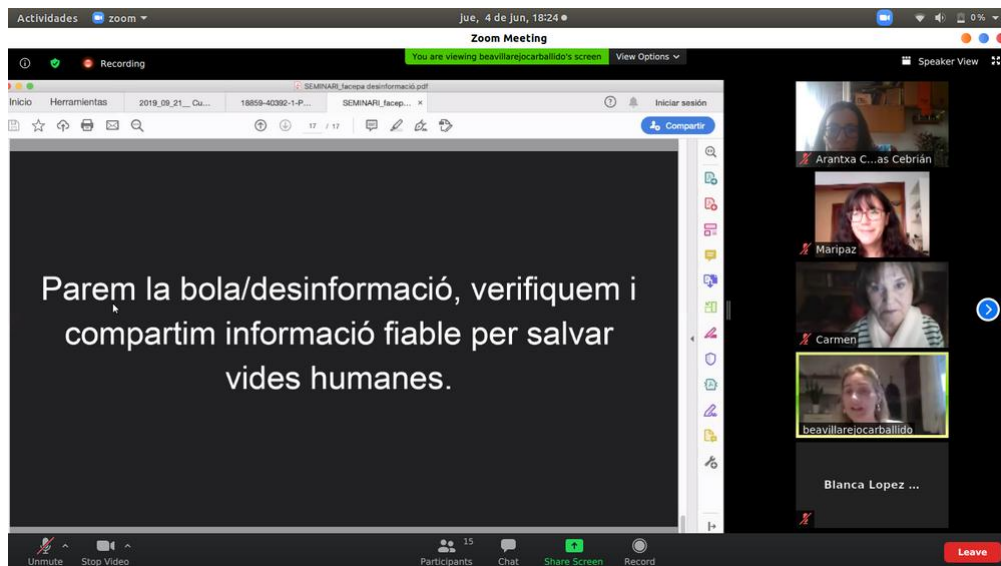 Actividades zoom jue, 4 de jun, 18:24 0%
Zoom Meeting
Recording You are viewing beavillarejocarballido's screen View Options Speaker View
SEMINARI_facepa desinformació.pdf
Inicio Herramientas 2019_09_21__ Cu... 18859-40392-1-P... SEMINARI_facep... × Iniciar sesión
17 / 17 Compartir
Parem la bola/desinformació, verifiquem i
compartim informació fiable per salvar
vides humanes.
Arantxa C...as Cebrián
Maripaz
Carmen
beavillarejocarballido
Blanca Lopez ...
Unmute Stop Video Participants 15 Chat Share Screen Record Leave